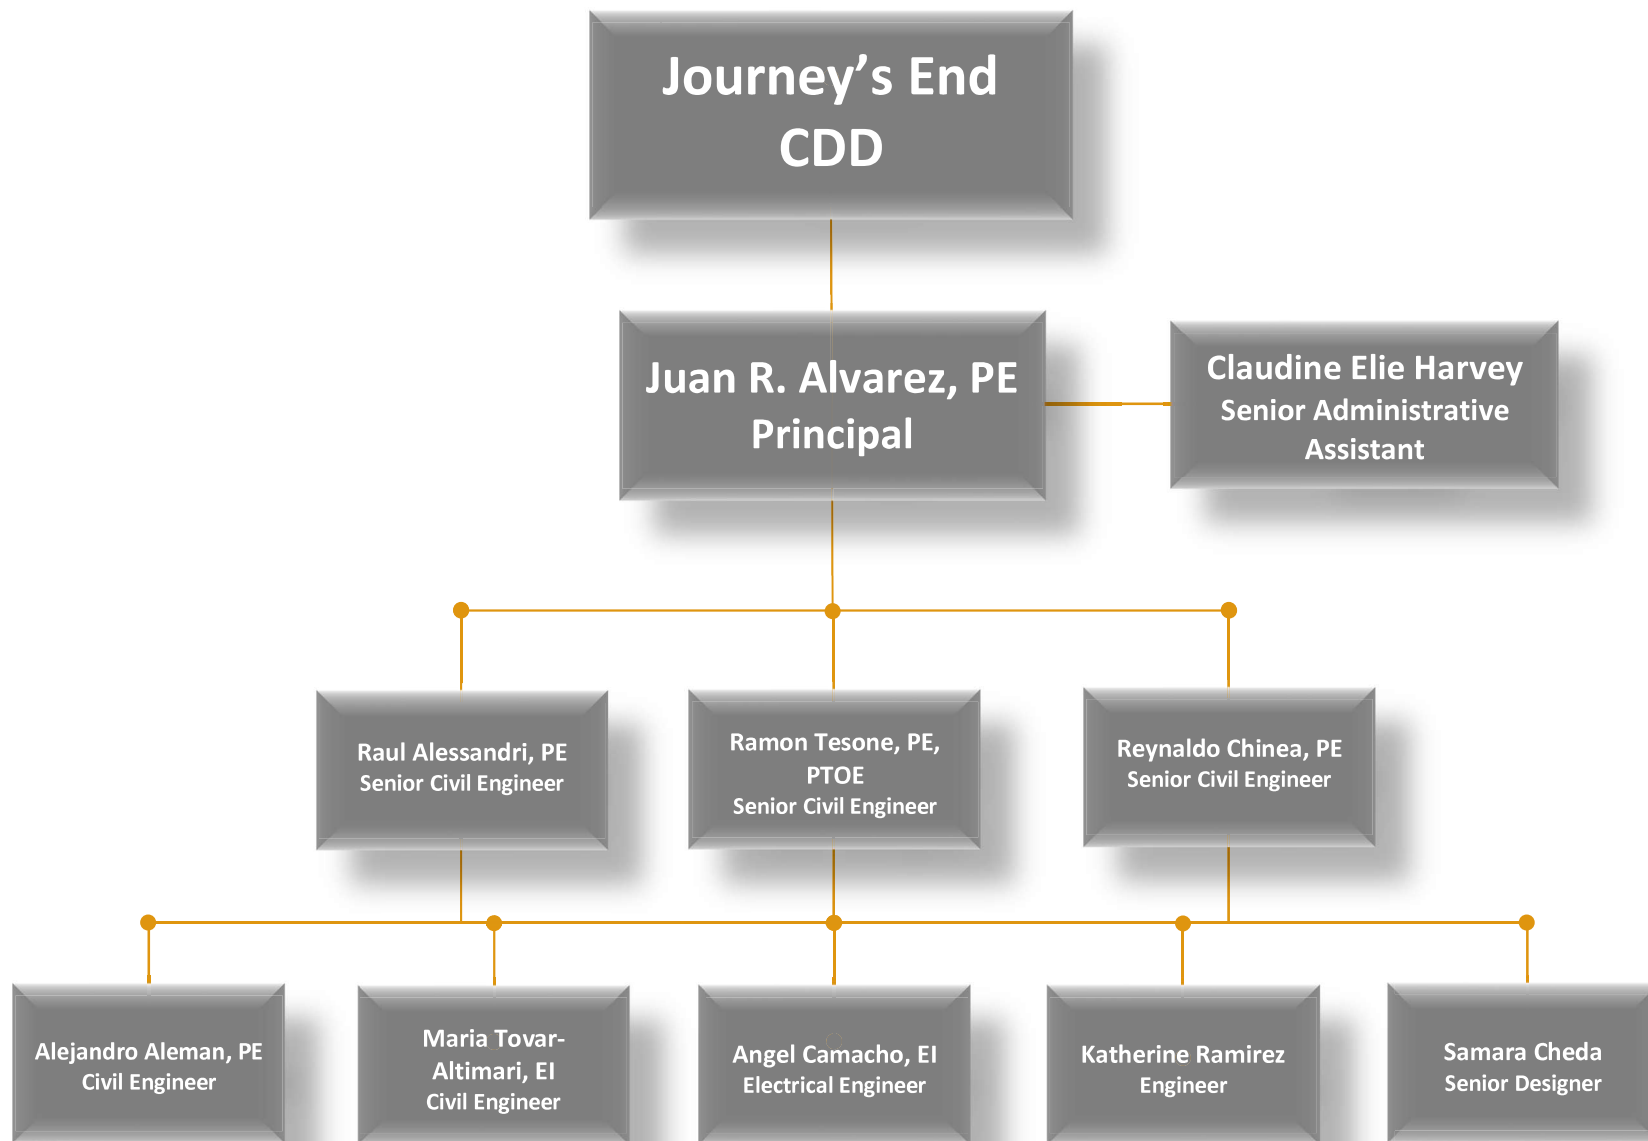 Journey’s End
CDD
Juan R. Alvarez, PE
Principal
Claudine Elie Harvey
Senior Administrative
Assistant
Raul Alessandri, PE
Senior Civil Engineer
Ramon Tesone, PE,
PTOE
Senior Civil Engineer
Reynaldo Chinea, PE
Senior Civil Engineer
Alejandro Aleman, PE
Civil Engineer
Maria Tovar-
Altimari, EI
Civil Engineer
Angel Camacho, EI
Electrical Engineer
Katherine Ramirez
Engineer
Samara Cheda
Senior Designer